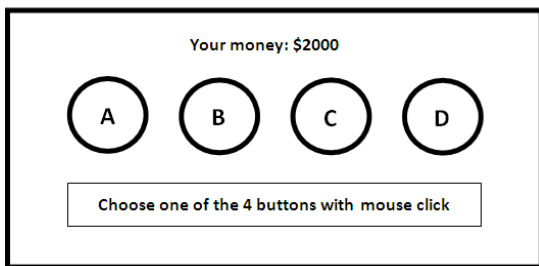 Your money: $2000
A B C D
Choose one of the 4 buttons with mouse click